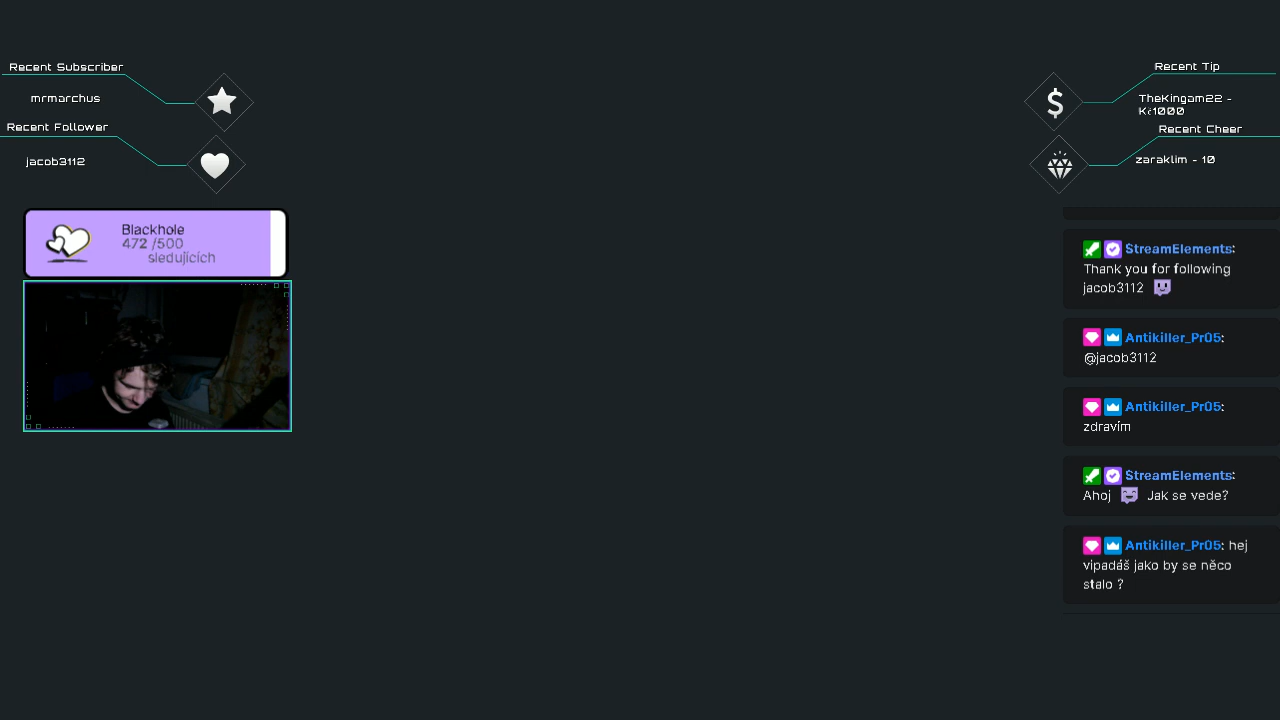 Recent Subscriber
mrmarchus
Recent Follower
jacob3112
Recent Tip
TheKingam22 -
Kč1000
Recent Cheer
zaraklim - 10
Blackhole
472 /500
sledujících
StreamElements:
Thank you for following
jacob3112
Antikiller_Pr05:
@jacob3112
Antikiller_Pr05:
zdravím
StreamElements:
Ahoj Jak se vede?
Antikiller_Pr05: hej
vipadáš jako by se něco
stalo ?